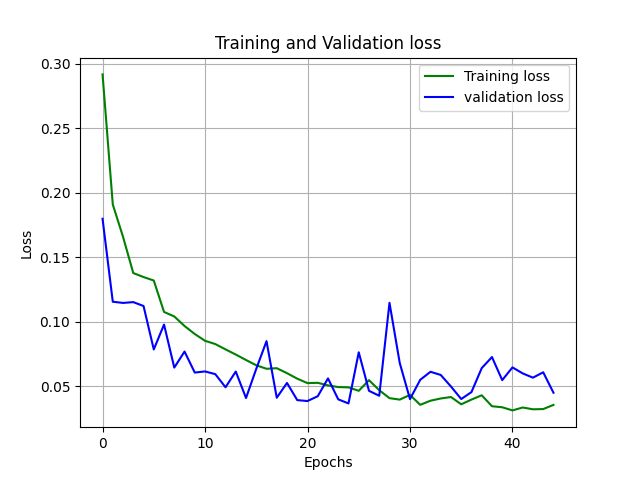 Training and Validation loss
Training loss
validation loss
0.30
0.25
0.20
0.15
0.10
0.05
Loss
0
10
20
30
40
Epochs